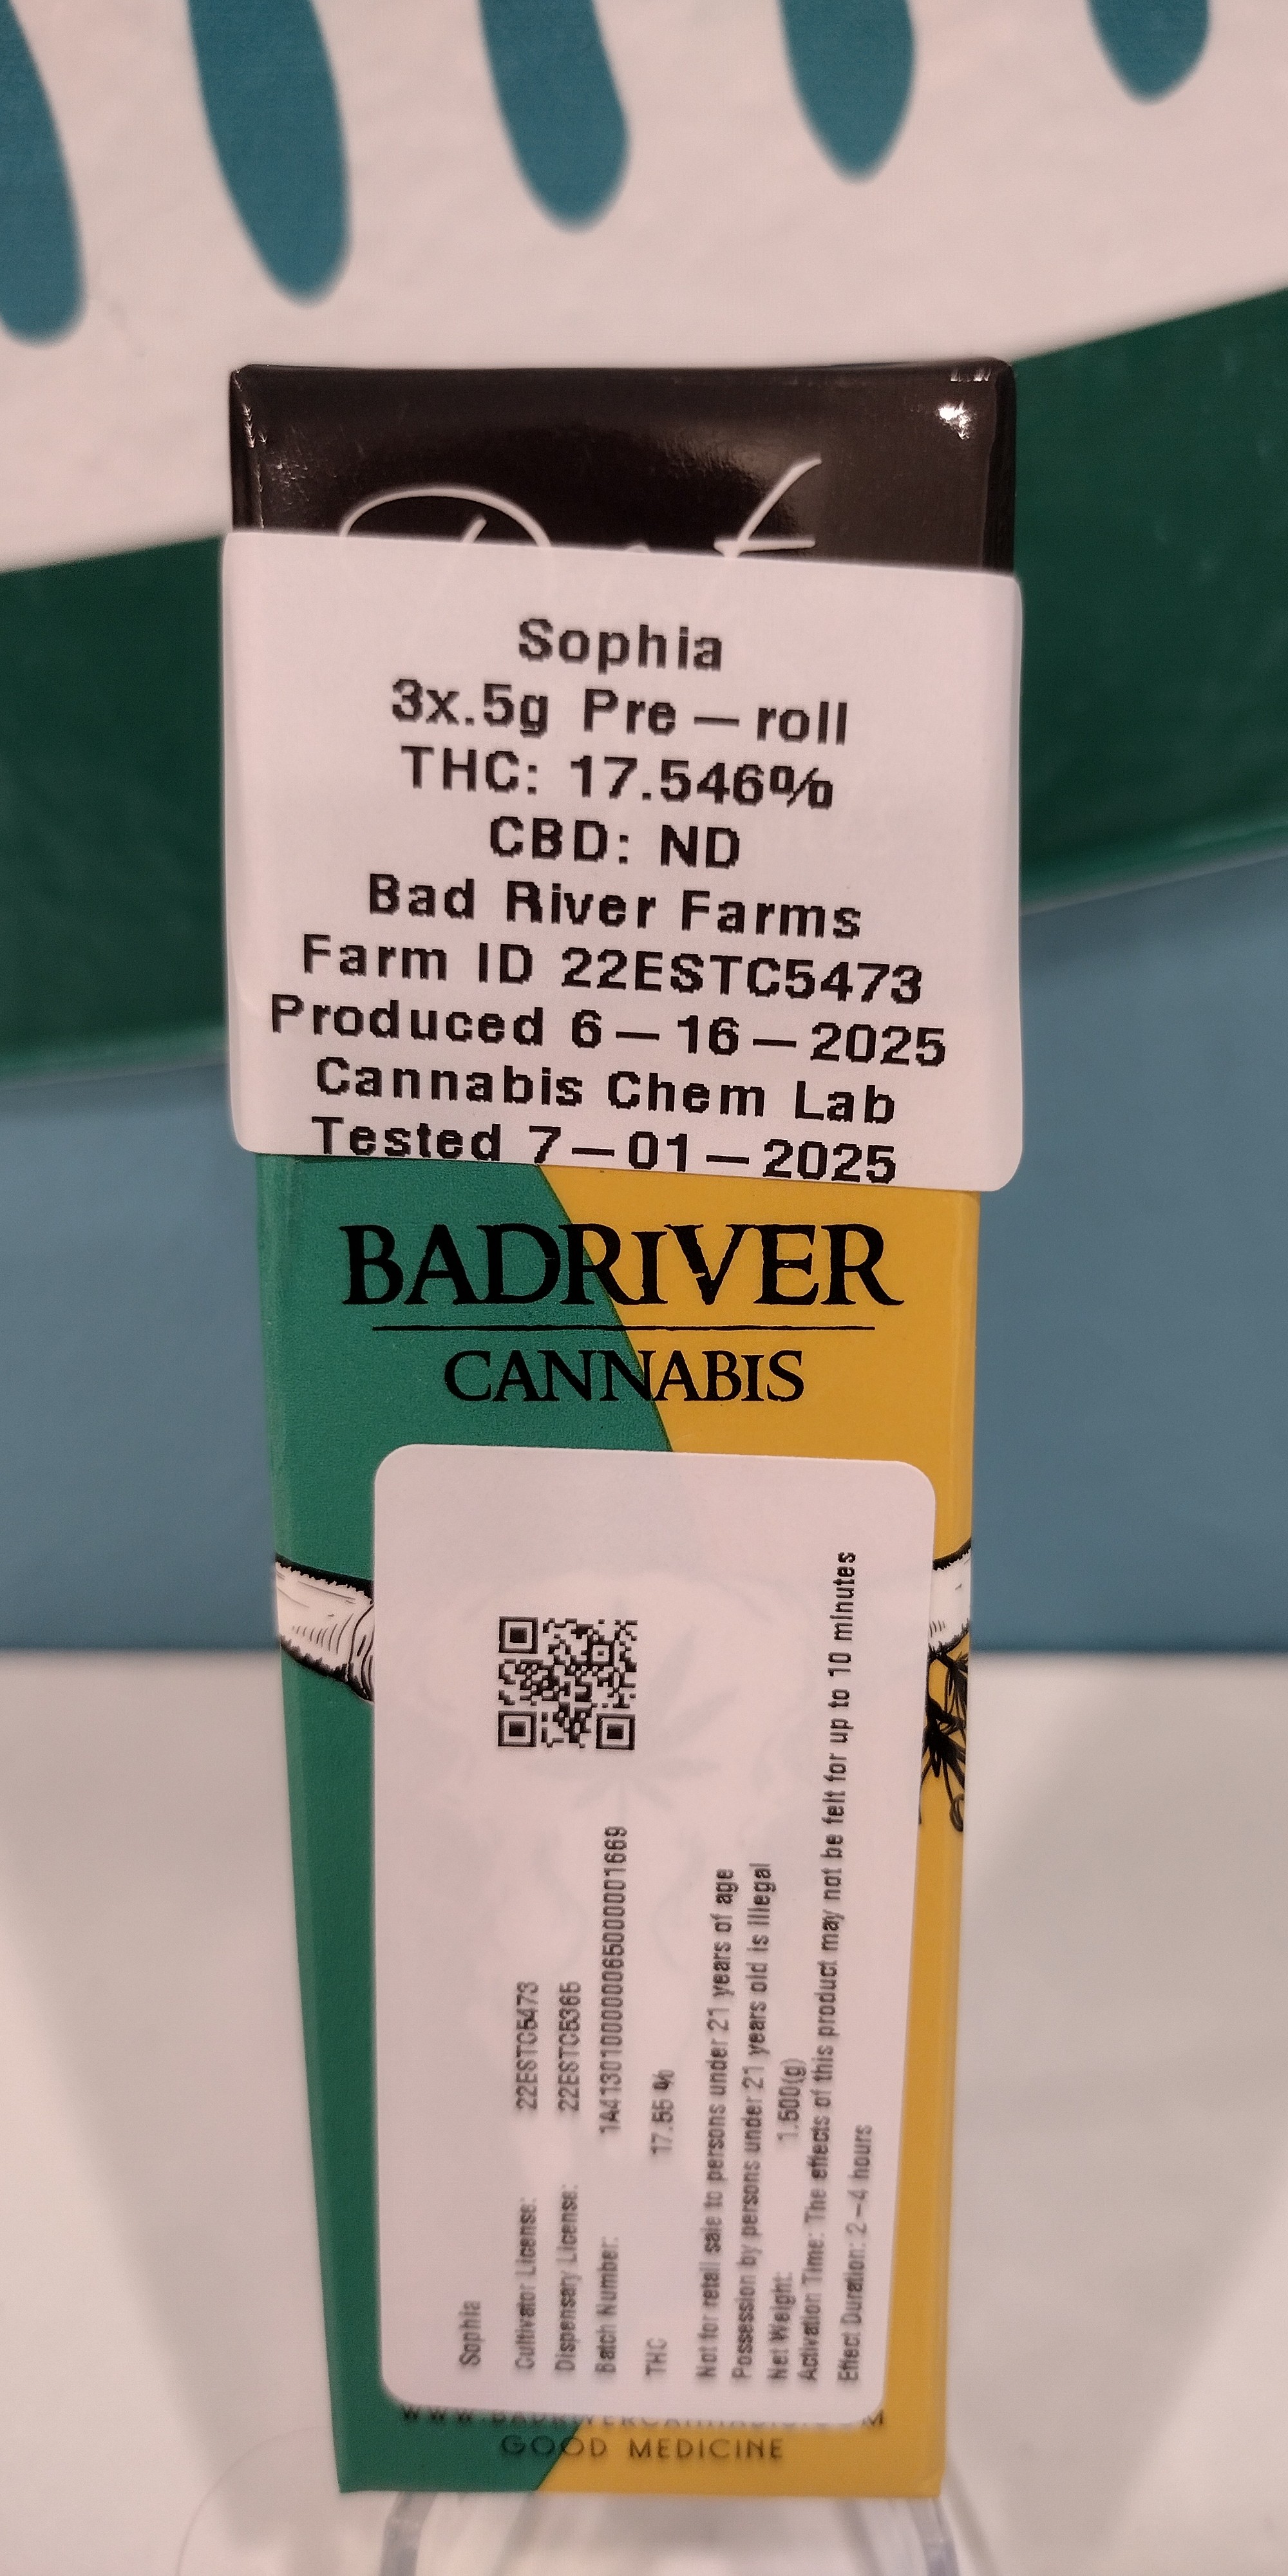 Sophia
3x.5g Pre-roll
THC: 17.546%
CBD: ND
Bad River Farms
Farm ID 22ESTC5473
Produced 6-16-2025
Cannabis Chem Lab
Tested 7-01-2025
BADRIVER
CANNABIS
Sophia
Cultivator License: 22ESTC5473
Dispensary License: 22ESTC5365
Batch Number: 1A4130100000065000001669
THC 17.55 %
Not for retail sale to persons under 21 years of age
Possession by persons under 21 years old is illegal
Net Weight: 1.500(g)
Activation Time: The effects of this product may not be felt for up to 10 minutes
Effect Duration: 2-4 hours
WWW.BADRIVERCANNABIS.COM
GOOD MEDICINE